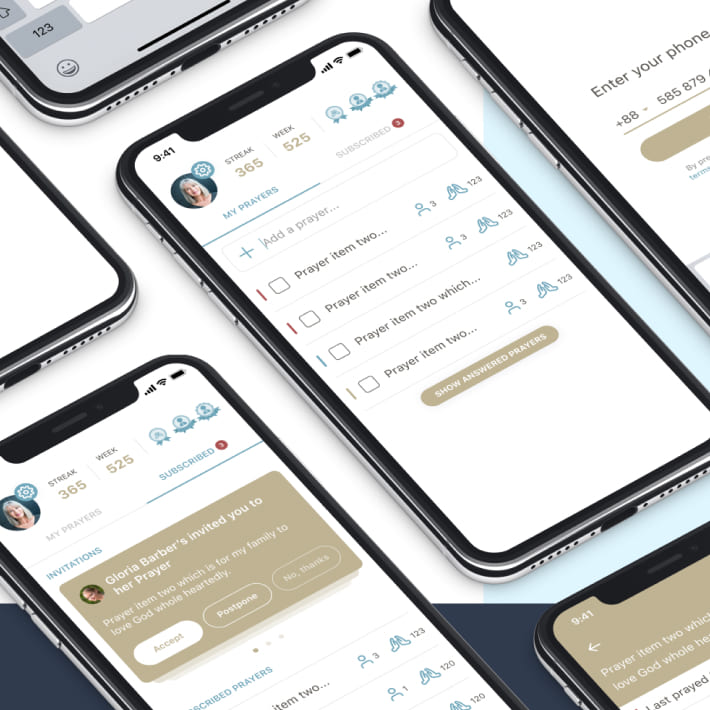 123
Enter your phone
+88 585 879
By pre
terms
9:41
STREAK
365
WEEK
525
MY PRAYERS
SUBSCRIBED 3
Add a prayer...
Prayer item two... 3 123
Prayer item two... 3 123
Prayer item two which... 123
Prayer item two... 3 123
SHOW ANSWERED PRAYERS
STREAK
365
WEEK
525
MY PRAYERS
SUBSCRIBED 3
INVITATIONS
Gloria Barber's invited you to
her Prayer
Prayer item two which is for my family to
love God whole heartedly.
Accept
Postpone
No, thanks
SCRIBED PRAYERS
item two... 3 123
two... 1 120
120
9:41
Prayer item two which
love God whole hea
Last prayed